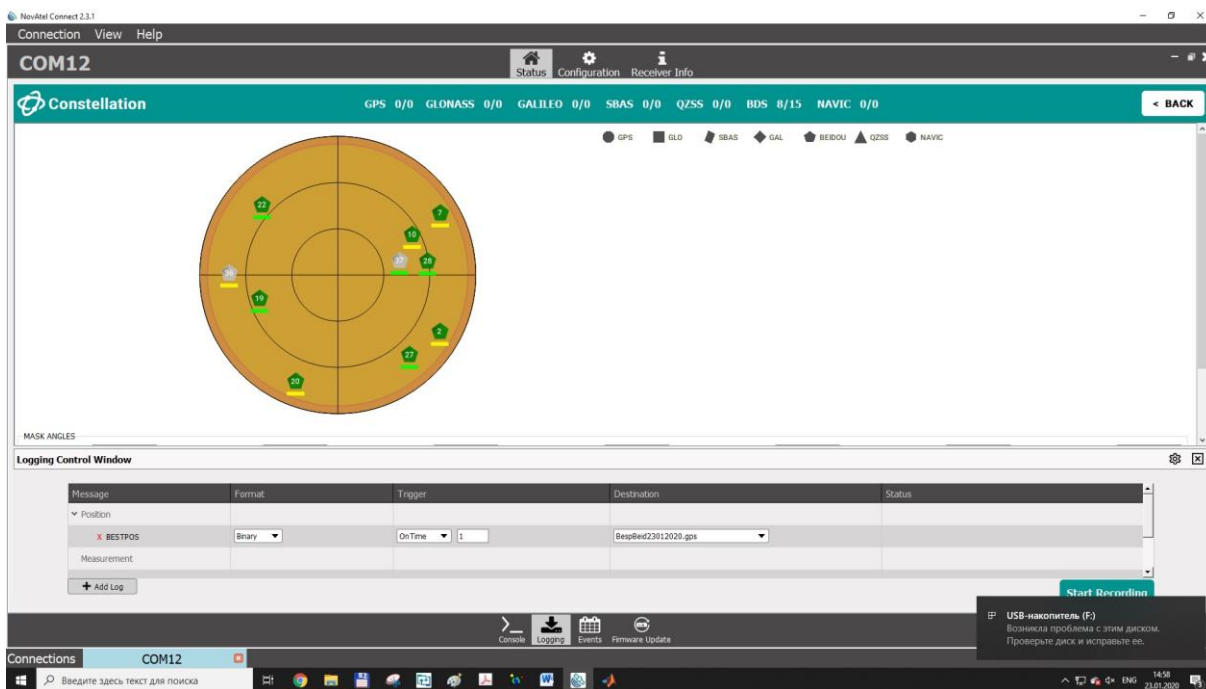 NovAtel Connect 2.3.1
Connection View Help
COM12
Status Configuration Receiver Info
Constellation GPS 0/0 GLONASS 0/0 GALILEO 0/0 SBAS 0/0 QZSS 0/0 BDS 8/15 NAVIC 0/0 < BACK
GPS GLO SBAS GAL BEIDOU QZSS NAVIC
22
7
10
37 28
36
19
2
27
20
MASK ANGLES
Logging Control Window
Message Format Trigger Destination Status
Position
X BESTPOS Binary OnTime 1 BespBeid23012020.gps
Measurement
+ Add Log
Start Recording
USB-накопитель (F:)
Возникла проблема с этим диском.
Проверьте диск и исправьте ее.
Console Logging Events Firmware Update
Connections COM12
Введите здесь текст для поиска
ENG 14:58
23.01.2020